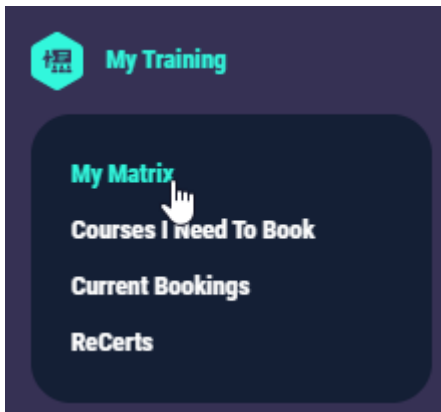 My Training
My Matrix
Courses I Need To Book
Current Bookings
ReCerts